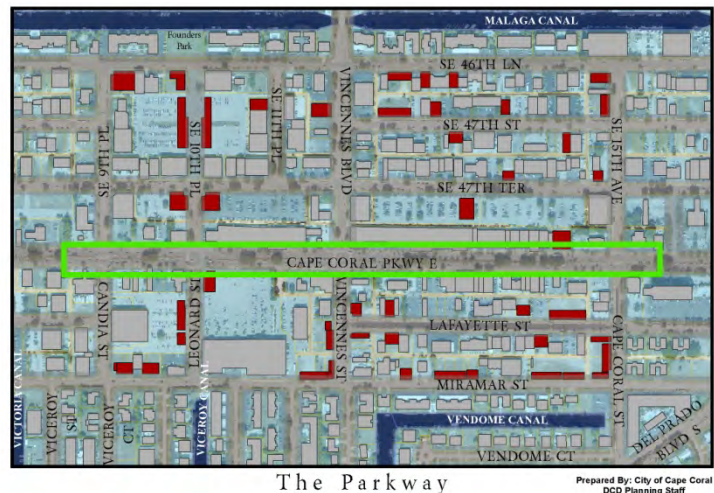 MALAGA CANAL
Founders
Park
SE 46TH LN
SE 47TH ST
SE 47TH TER
SE 9TH PL
SE 10TH PL
SE 11TH PL
VINCENNES BLVD
SE 15TH AVE
CAPE CORAL PKWY E
CANDIA ST
LEONARD ST
VINCENNES ST
LAFAYETTE ST
MIRAMAR ST
CAPE CORAL ST
VICTORIA CANAL
VICEROY
ST
VICEROY
CT
VICEROY CANAL
VENDOME CANAL
VENDOME CT
DEL PRADO
BLVD S
The Parkway
Prepared By: City of Cape Coral
DCD Planning Staff